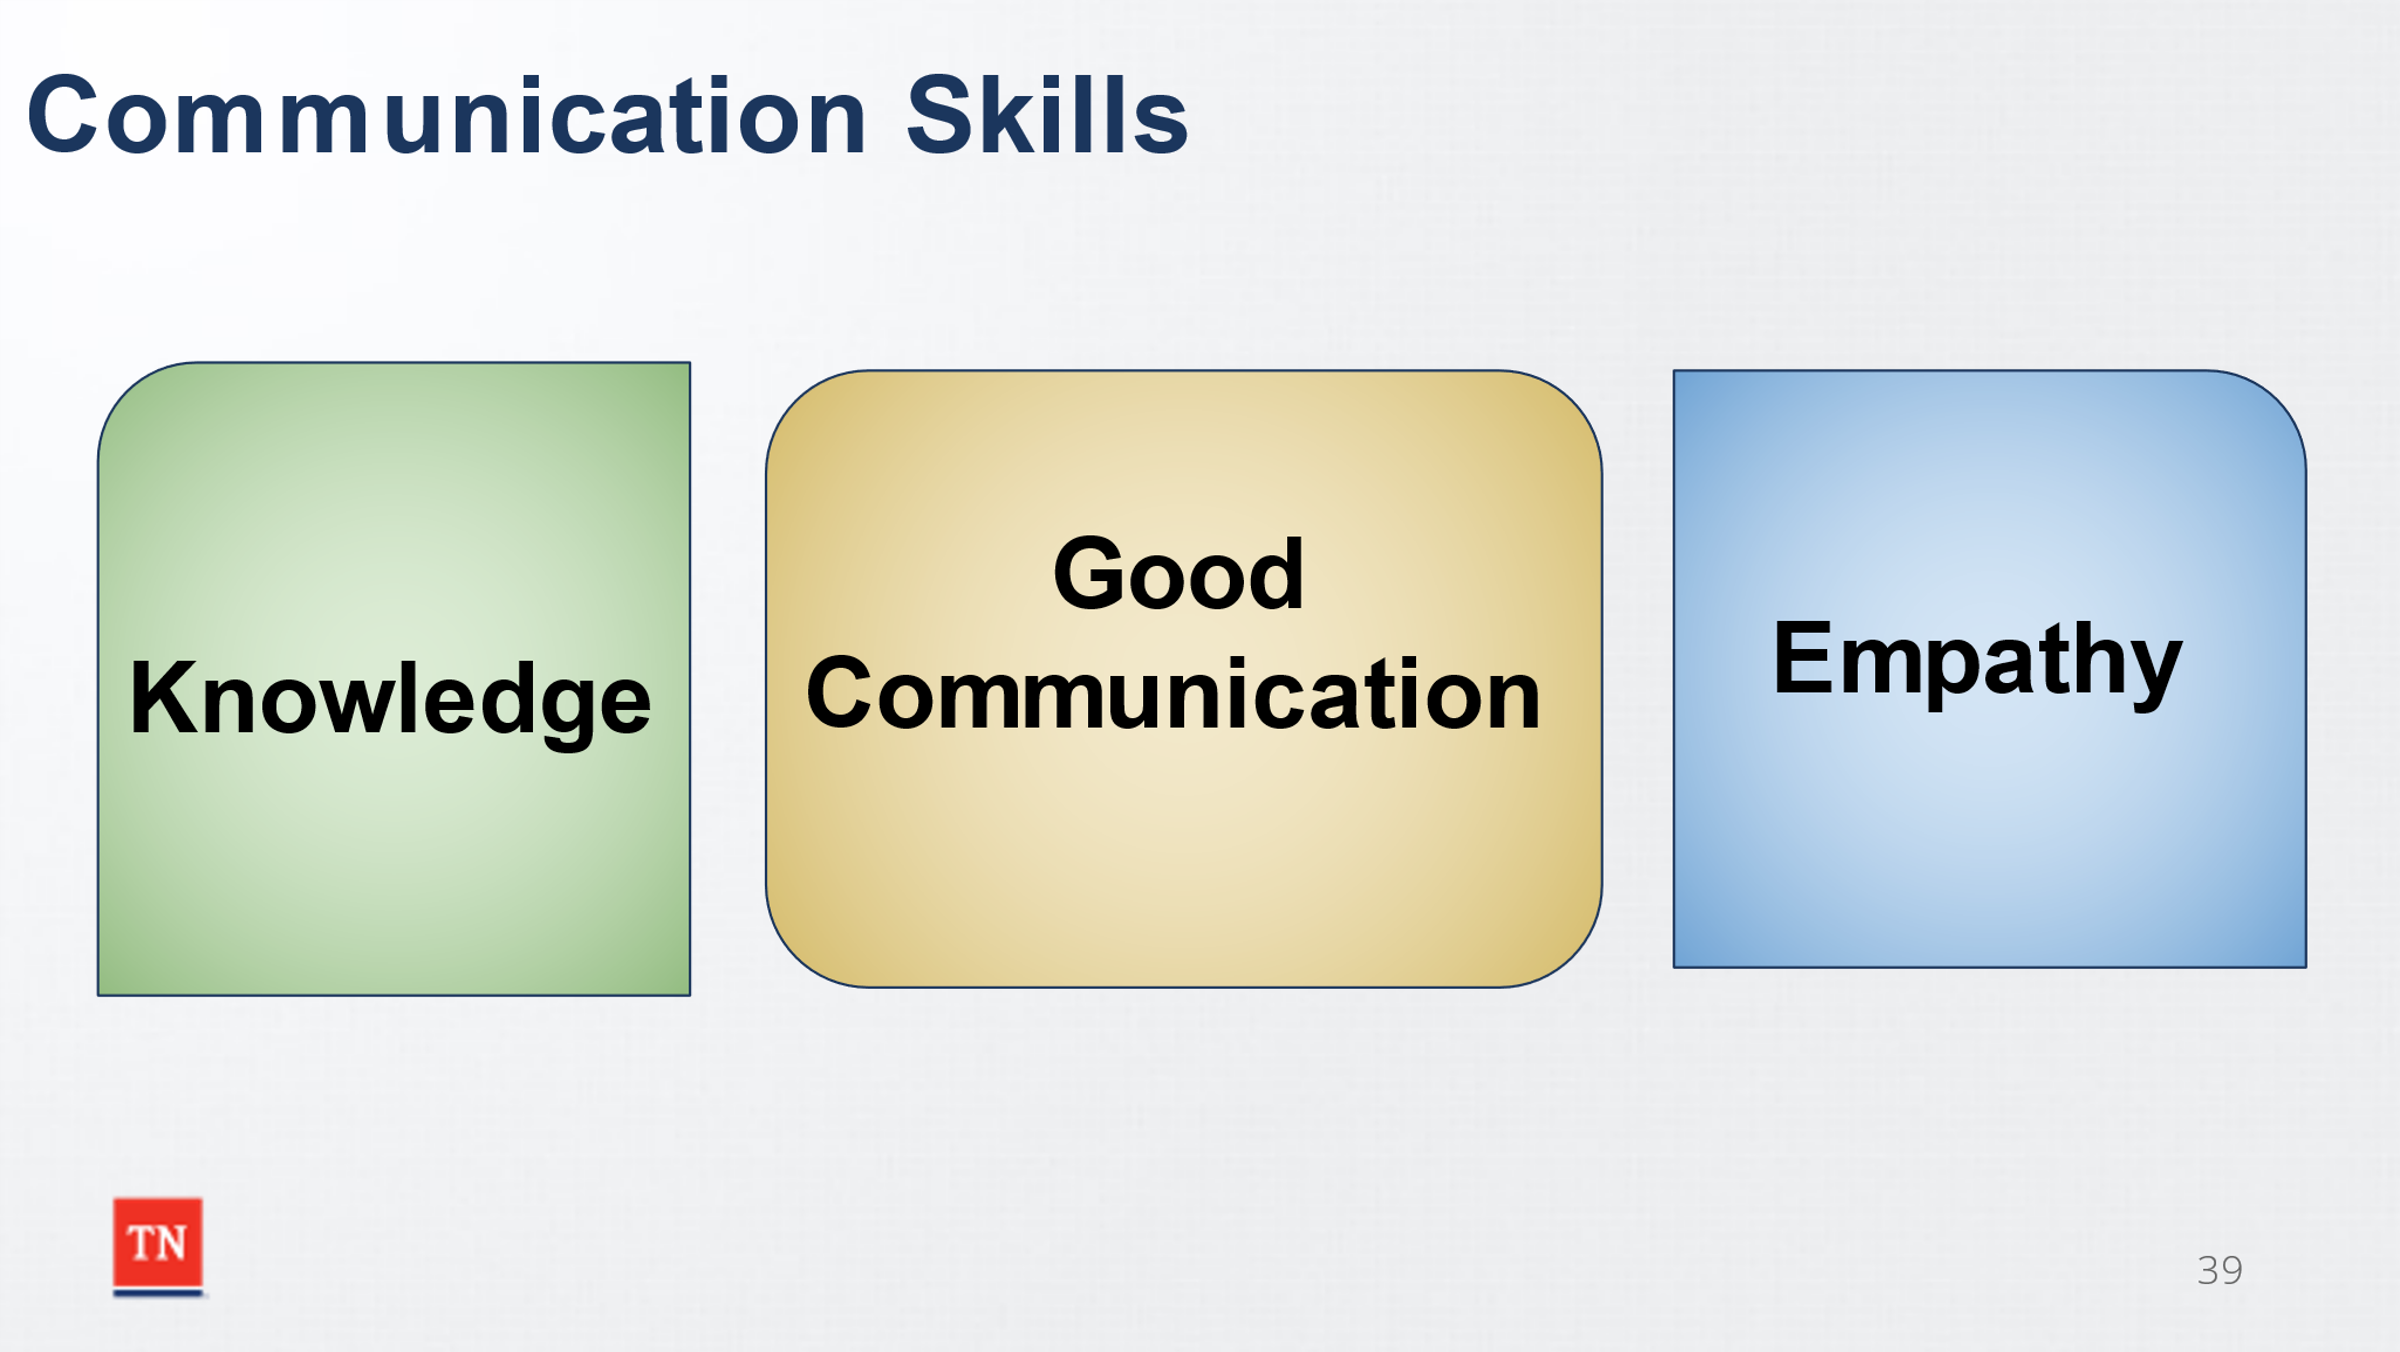 Communication Skills
Knowledge
Good
Communication
Empathy
TN
39